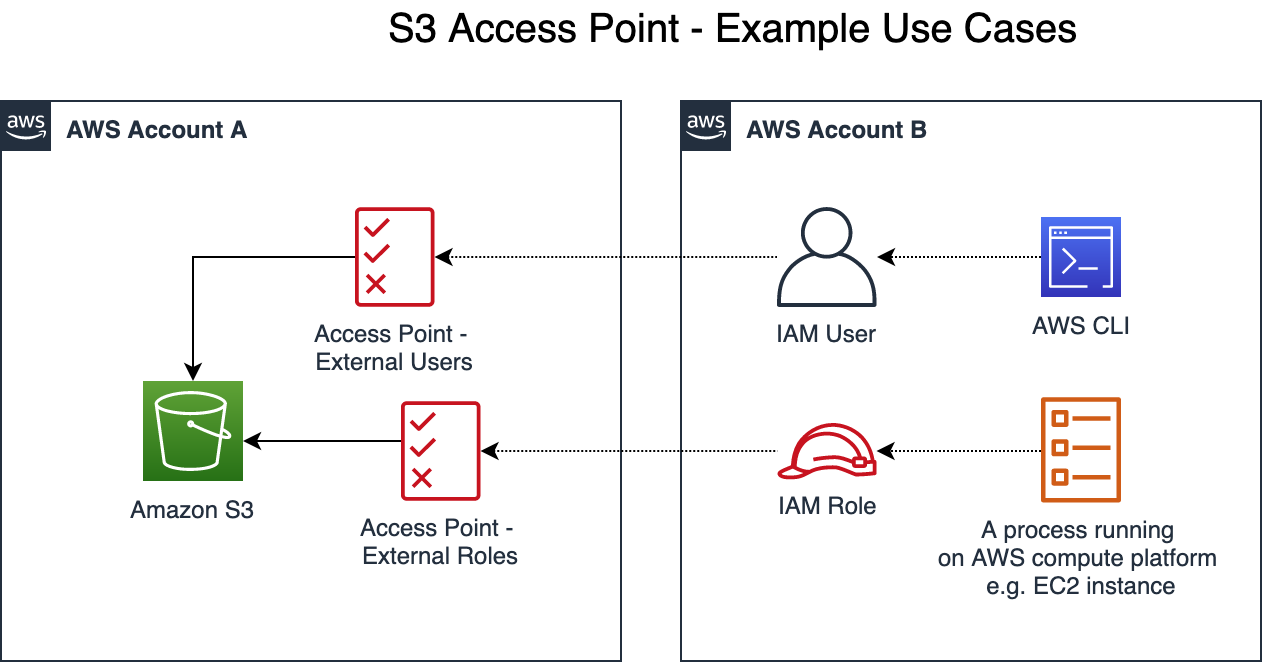 S3 Access Point - Example Use Cases
aws
AWS Account A
aws
AWS Account B
Access Point -
External Users
IAM User
AWS CLI
Amazon S3
Access Point -
External Roles
IAM Role
A process running
on AWS compute platform
e.g. EC2 instance